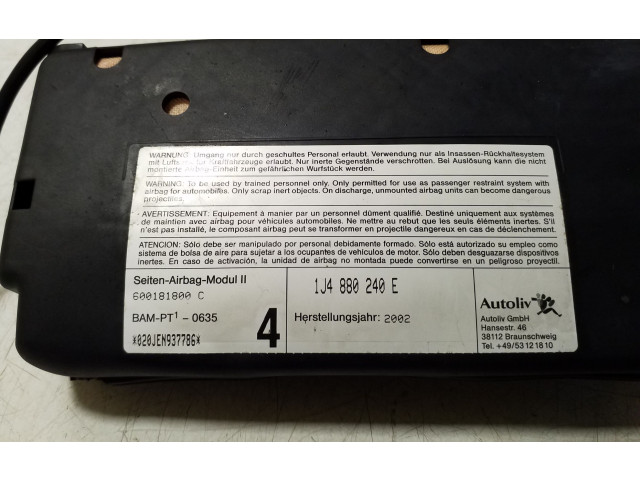 WARNUNG: Umgang nur durch geschultes Personal erlaubt. Verwendung nur als Insassen-Rückhaltesystem
mit Luftsack für Kraftfahrzeuge erlaubt. Nur inerte Gegenstände verschrotten. Bei Auslösung kann die nicht
montierte Airbag-Einheit zum gefährlichen Wurfstück werden.
WARNING: To be used by trained personnel only. Only permitted for use as passenger restraint system with
airbag for automobiles. Only scrap inert objects. On discharge, unmounted airbag units can become dangerous
projectiles.
AVERTISSEMENT: Equipement à manier par un personnel dûment qualifié. Destiné uniquement aux systèmes
de maintien avec airbag pour véhicules automobiles. Ne mettre au rebut que les seuls éléments inertes. S'il
n'est pas monté, le composant airbag peut se transformer en projectile dangereux en cas de déclenchement.
ATENCION: Sólo debe ser manipulado por personal debidamente formado. Sólo está autorizado su empleo como
sistema de bolsa de aire para sujetar a los ocupantes de vehículos de motor. Sólo deben desguazarse dispositivos
inertes. En caso de activación, la unidad de airbag no montada puede convertirse en un peligroso proyectil.
Seiten-Airbag-Modul II
600181800 C
BAM-PT1 - 0635
4
*020JEN937786*
1J4 880 240 E
Herstellungsjahr: 2002
Autoliv
Autoliv GmbH
Hansestr. 46
38112 Braunschweig
Tel. +49/53 12 18 10